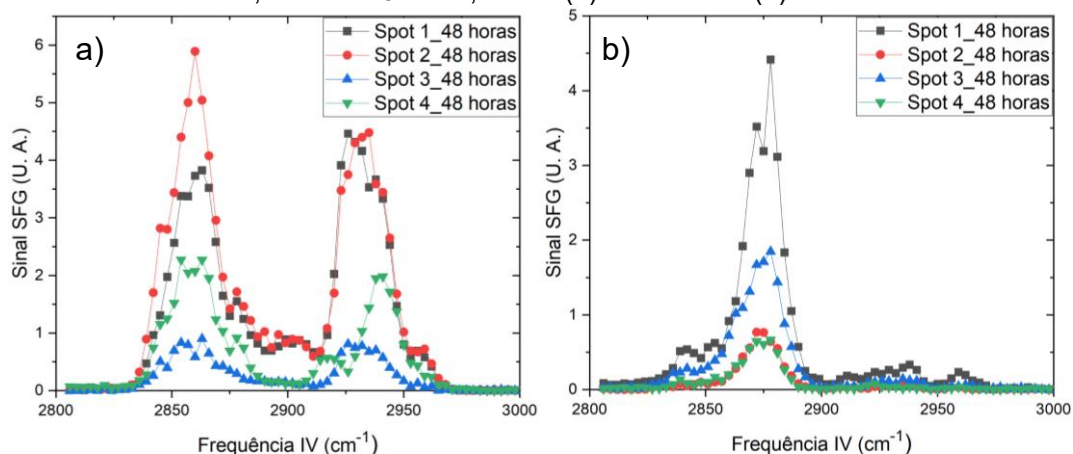 a)
Spot 1_48 horas
Spot 2_48 horas
Spot 3_48 horas
Spot 4_48 horas
Sinal SFG (U. A.)
6
5
4
3
2
1
0
2800 2850 2900 2950 3000
Frequência IV (cm⁻¹)
b)
Spot 1_48 horas
Spot 2_48 horas
Spot 3_48 horas
Spot 4_48 horas
Sinal SFG (U. A.)
5
4
3
2
1
0
2800 2850 2900 2950 3000
Frequência IV (cm⁻¹)